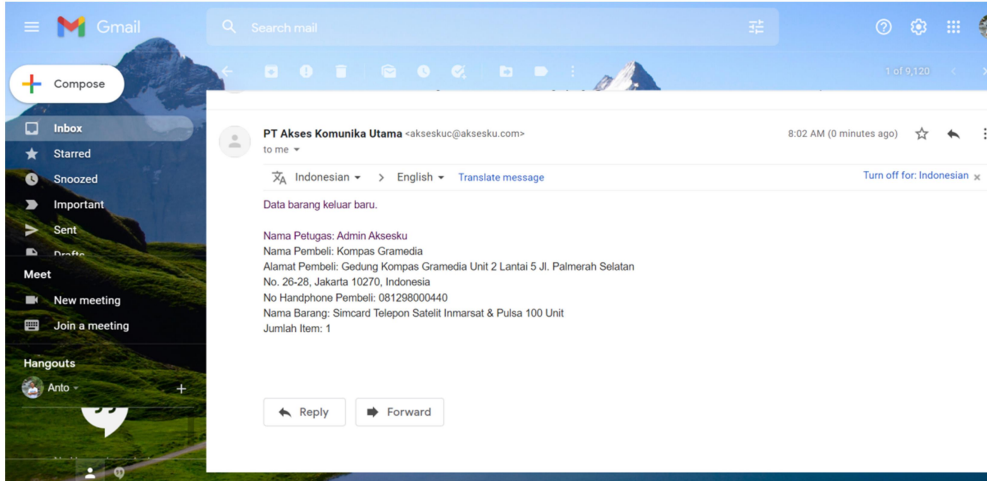 Gmail
Search mail
Compose
1 of 9,120
Inbox
Starred
Snoozed
Important
Sent
Drafts
Meet
New meeting
Join a meeting
Hangouts
Anto
PT Akses Komunika Utama <akseskuc@aksesku.com>
8:02 AM (0 minutes ago)
to me
Indonesian > English Translate message
Turn off for: Indonesian x
Data barang keluar baru.
Nama Petugas: Admin Aksesku
Nama Pembeli: Kompas Gramedia
Alamat Pembeli: Gedung Kompas Gramedia Unit 2 Lantai 5 Jl. Palmerah Selatan
No. 26-28, Jakarta 10270, Indonesia
No Handphone Pembeli: 081298000440
Nama Barang: Simcard Telepon Satelit Inmarsat & Pulsa 100 Unit
Jumlah Item: 1
Reply
Forward